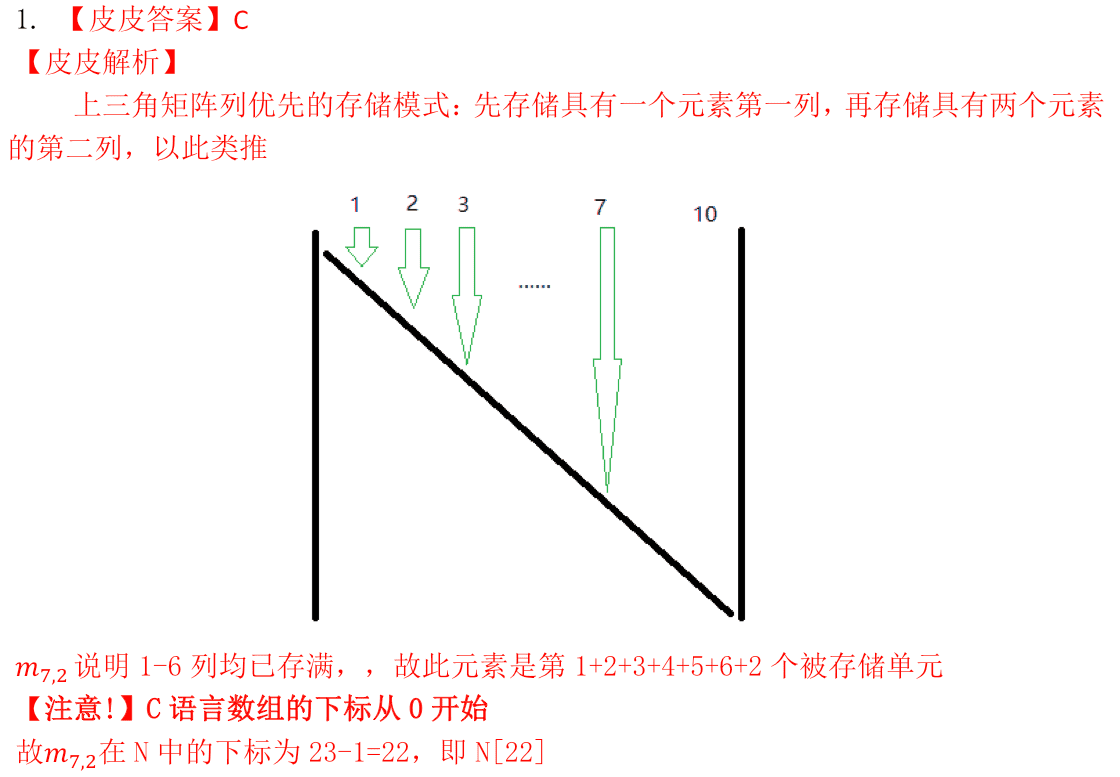 1. 【皮皮答案】C
【皮皮解析】
上三角矩阵列优先的存储模式：先存储具有一个元素第一列，再存储具有两个元素
的第二列，以此类推
1 2 3 ...... 7 10
m7,2说明 1-6 列均已存满，，故此元素是第 1+2+3+4+5+6+2 个被存储单元
【注意!】C 语言数组的下标从 0 开始
故m7,2在 N 中的下标为 23-1=22，即 N[22]